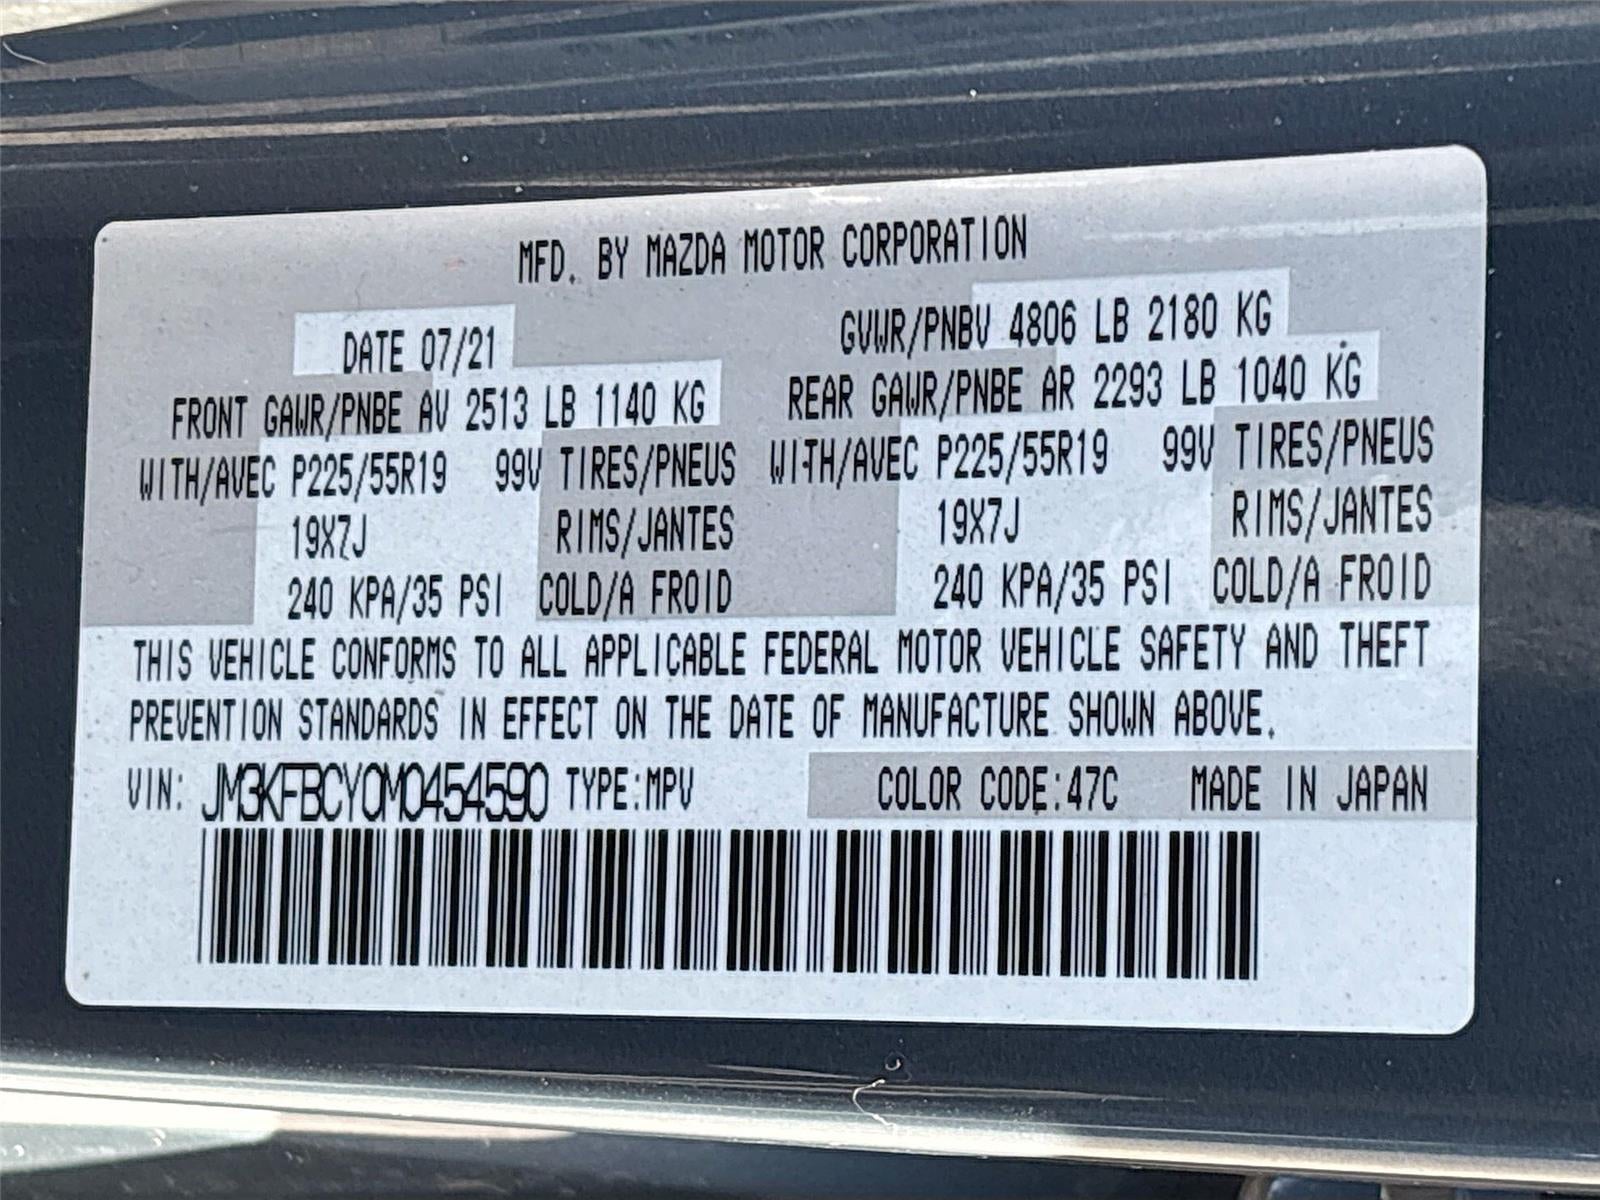 MFD. BY MAZDA MOTOR CORPORATION
DATE 07/21
GVWR/PNBV 4806 LB 2180 KG
FRONT GAWR/PNBE AV 2513 LB 1140 KG
REAR GAWR/PNBE AR 2293 LB 1040 KG
WITH/AVEC P225/55R19 99V TIRES/PNEUS
WITH/AVEC P225/55R19 99V TIRES/PNEUS
19X7J RIMS/JANTES
19X7J RIMS/JANTES
240 KPA/35 PSI COLD/A FROID
240 KPA/35 PSI COLD/A FROID
THIS VEHICLE CONFORMS TO ALL APPLICABLE FEDERAL MOTOR VEHICLE SAFETY AND THEFT
PREVENTION STANDARDS IN EFFECT ON THE DATE OF MANUFACTURE SHOWN ABOVE.
VIN: JM3KFBCY0M0454590 TYPE:MPV COLOR CODE:47C MADE IN JAPAN